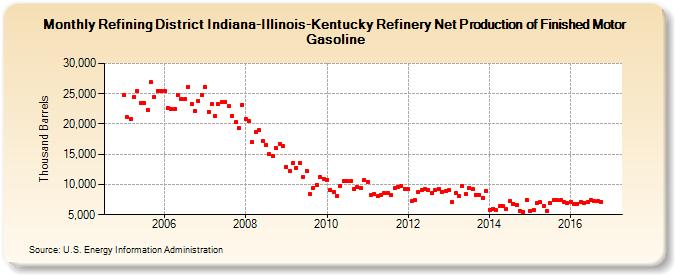 Monthly Refining District Indiana-Illinois-Kentucky Refinery Net Production of Finished Motor
Gasoline
Thousand Barrels
30,000
25,000
20,000
15,000
10,000
5,000
2006 2008 2010 2012 2014 2016
Source: U.S. Energy Information Administration